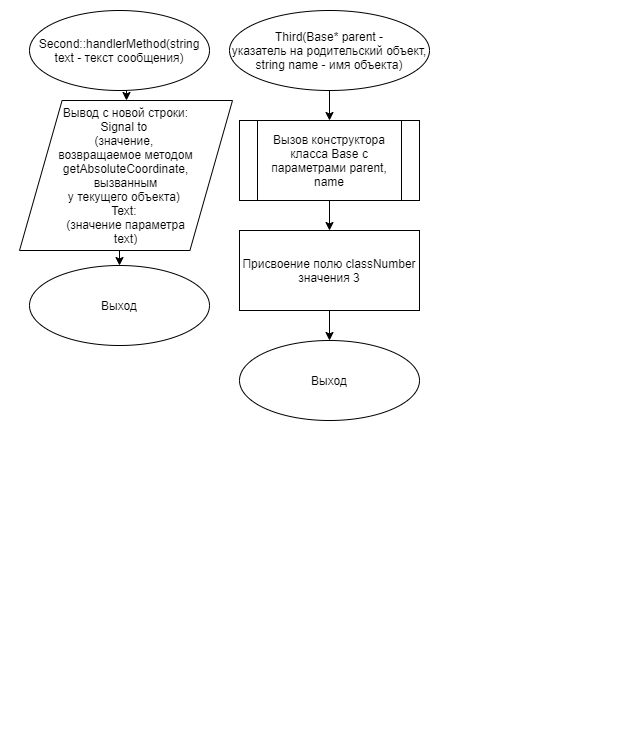 Second::handlerMethod(string
text - текст сообщения)
Вывод с новой строки:
Signal to
(значение,
возвращаемое методом
getAbsoluteCoordinate,
вызванным
у текущего объекта)
Text:
(значение параметра
text)
Выход
Third(Base* parent -
указатель на родительский объект,
string name - имя объекта)
Вызов конструктора
класса Base с
параметрами parent,
name
Присвоение полю classNumber
значения 3
Выход